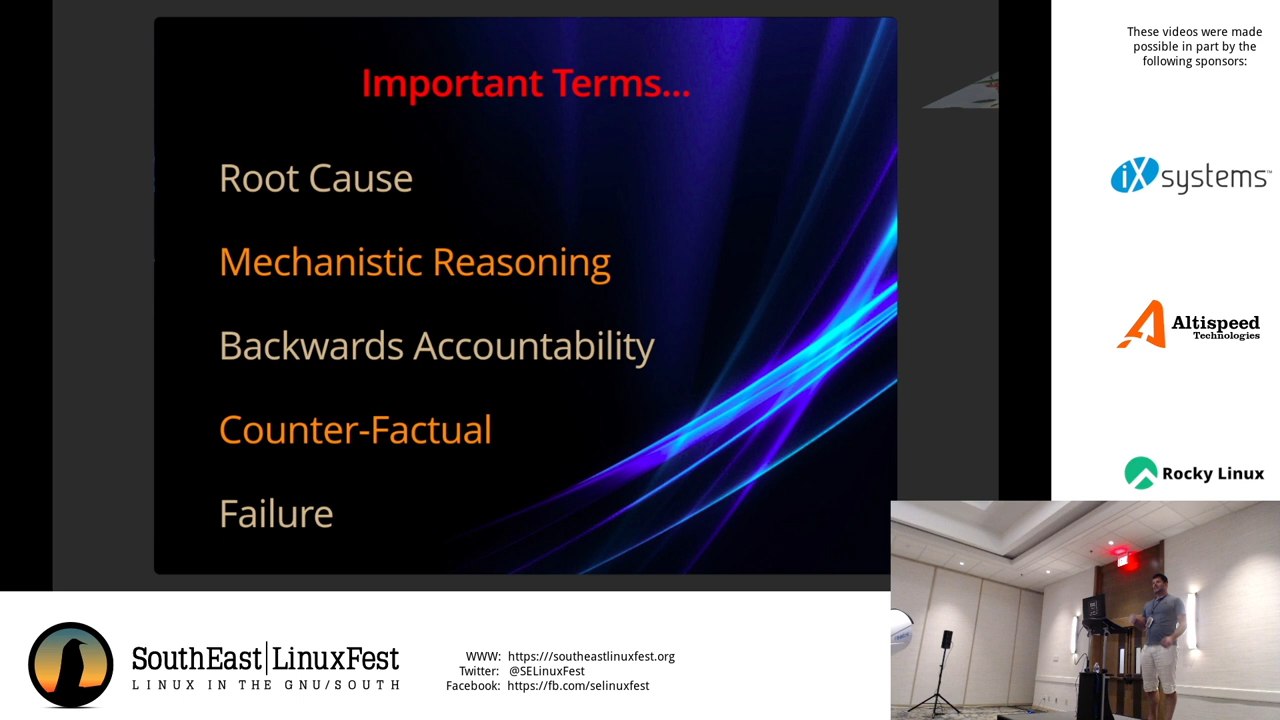 Important Terms...
Root Cause
Mechanistic Reasoning
Backwards Accountability
Counter-Factual
Failure
These videos were made
possible in part by the
following sponsors:
iXsystems™
Altispeed
Technologies
Rocky Linux
SouthEast|LinuxFest
LINUX IN THE GNU/SOUTH
WWW: https:///southeastlinuxfest.org
Twitter: @SELinuxFest
Facebook: https://fb.com/selinuxfest